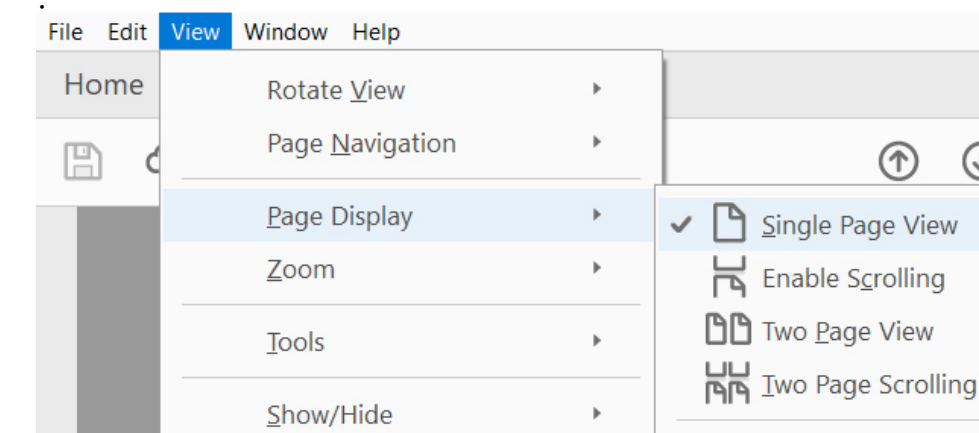 File Edit View Window Help
Home
Rotate View
Page Navigation
Page Display
Zoom
Tools
Show/Hide
Single Page View
Enable Scrolling
Two Page View
Two Page Scrolling